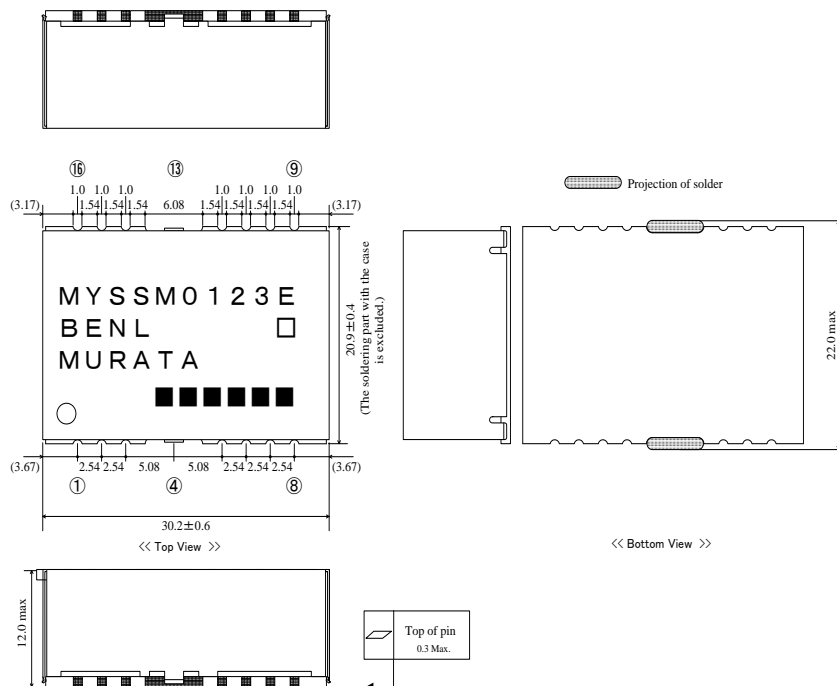 ⑯ ⑬ ⑨
1.0 1.0 1.0 1.0 1.0 1.0 1.0
(3.17) 1.54 1.54 1.54 6.08 1.54 1.54 1.54 1.54 (3.17)
Projection of solder
MYSSM0123E
BENL □
MURATA
■■■■■■
20.9±0.4
(The soldering part with the case
is excluded.)
22.0 max
(3.67) 2.54 2.54 5.08 5.08 2.54 2.54 2.54 (3.67)
① ④ ⑧
30.2±0.6
<< Top View >>
<< Bottom View >>
12.0 max
Top of pin
0.3 Max.